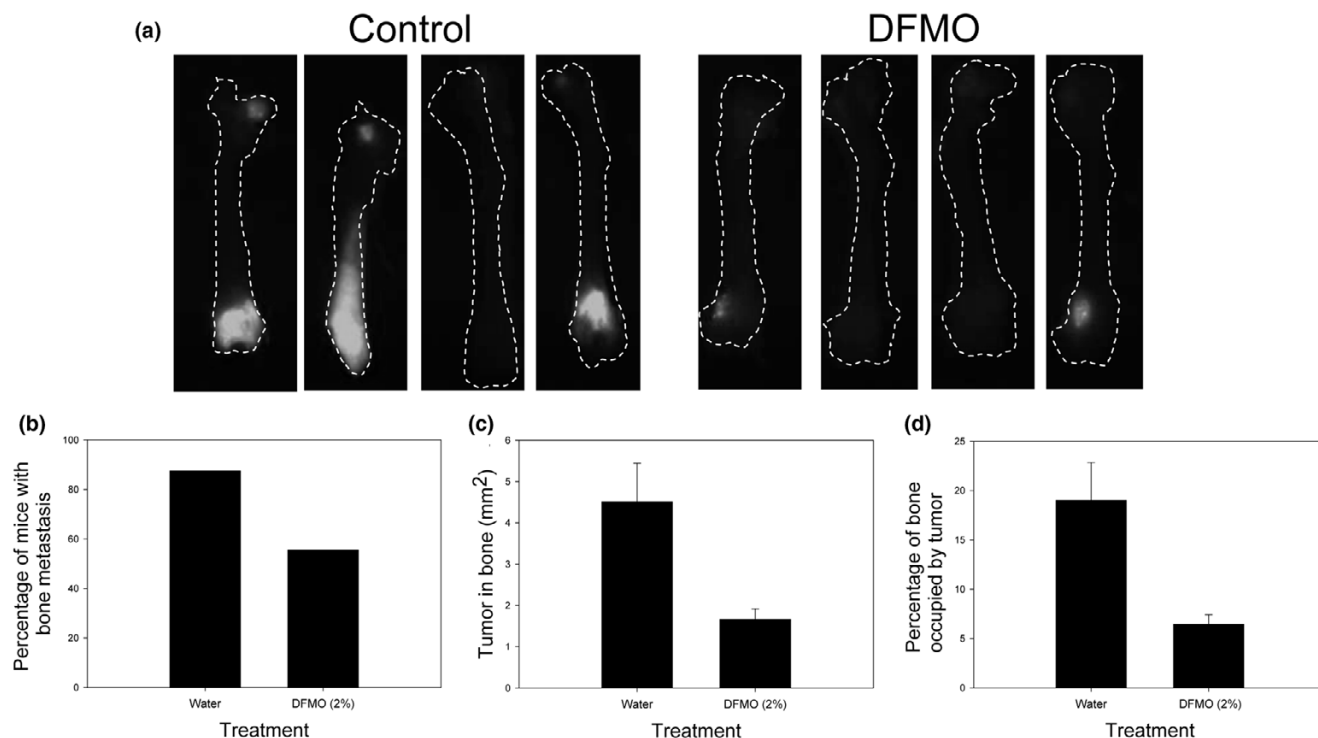 (a)
Control
DFMO
(b)
Percentage of mice with
bone metastasis
100
80
60
40
20
0
Water
DFMO (2%)
Treatment
(c)
Tumor in bone (mm²)
6
5
4
3
2
1
0
Water
DFMO (2%)
Treatment
(d)
Percentage of bone
occupied by tumor
25
20
15
10
5
0
Water
DFMO (2%)
Treatment